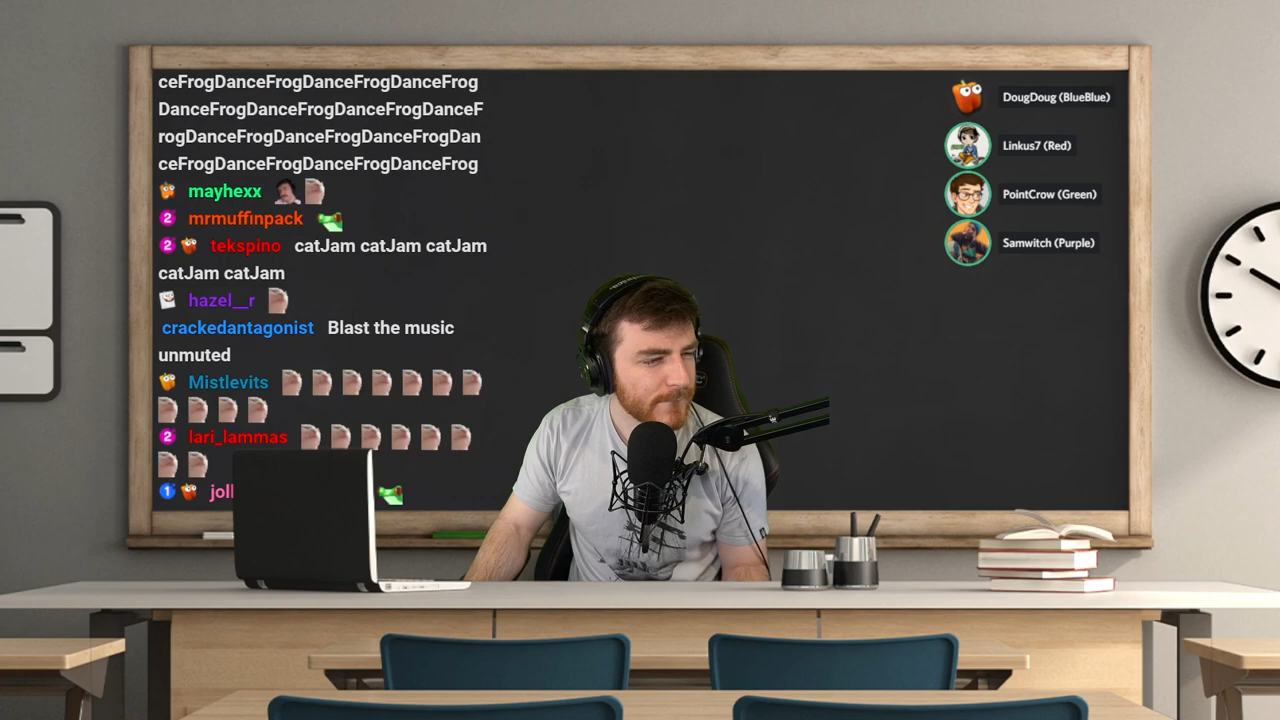 ceFrogDanceFrogDanceFrogDanceFrog
DanceFrogDanceFrogDanceFrogDanceF
rogDanceFrogDanceFrogDanceFrogDan
ceFrogDanceFrogDanceFrogDanceFrog
mayhexx
2 mrmuffinpack
2 tekspino catJam catJam catJam
catJam catJam
hazel__r
crackedantagonist Blast the music
unmuted
Mistlevits
2 lari_lammas
1 joll
DougDoug (BlueBlue)
Linkus7 (Red)
PointCrow (Green)
Samwitch (Purple)